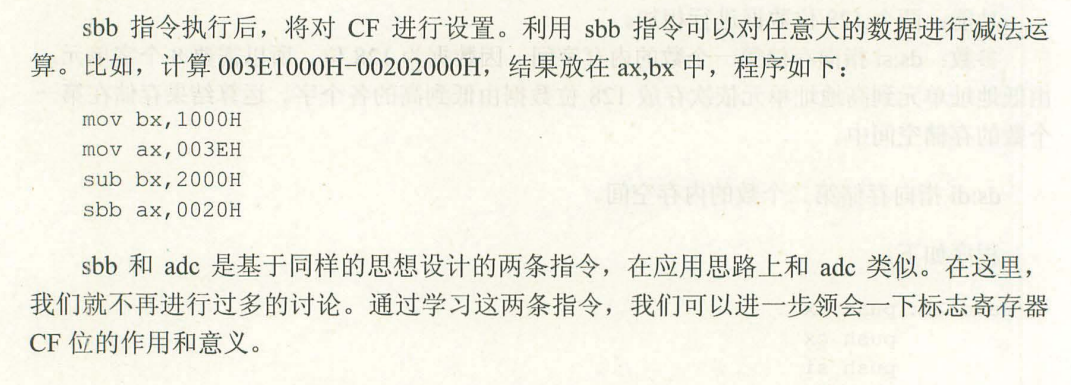 sbb 指令执行后，将对 CF 进行设置。利用 sbb 指令可以对任意大的数据进行减法运
算。比如，计算 003E1000H-00202000H，结果放在 ax,bx 中，程序如下：
mov bx,1000H
mov ax,003EH
sub bx,2000H
sbb ax,0020H
sbb 和 adc 是基于同样的思想设计的两条指令，在应用思路上和 adc 类似。在这里，
我们就不再进行过多的讨论。通过学习这两条指令，我们可以进一步领会一下标志寄存器
CF 位的作用和意义。